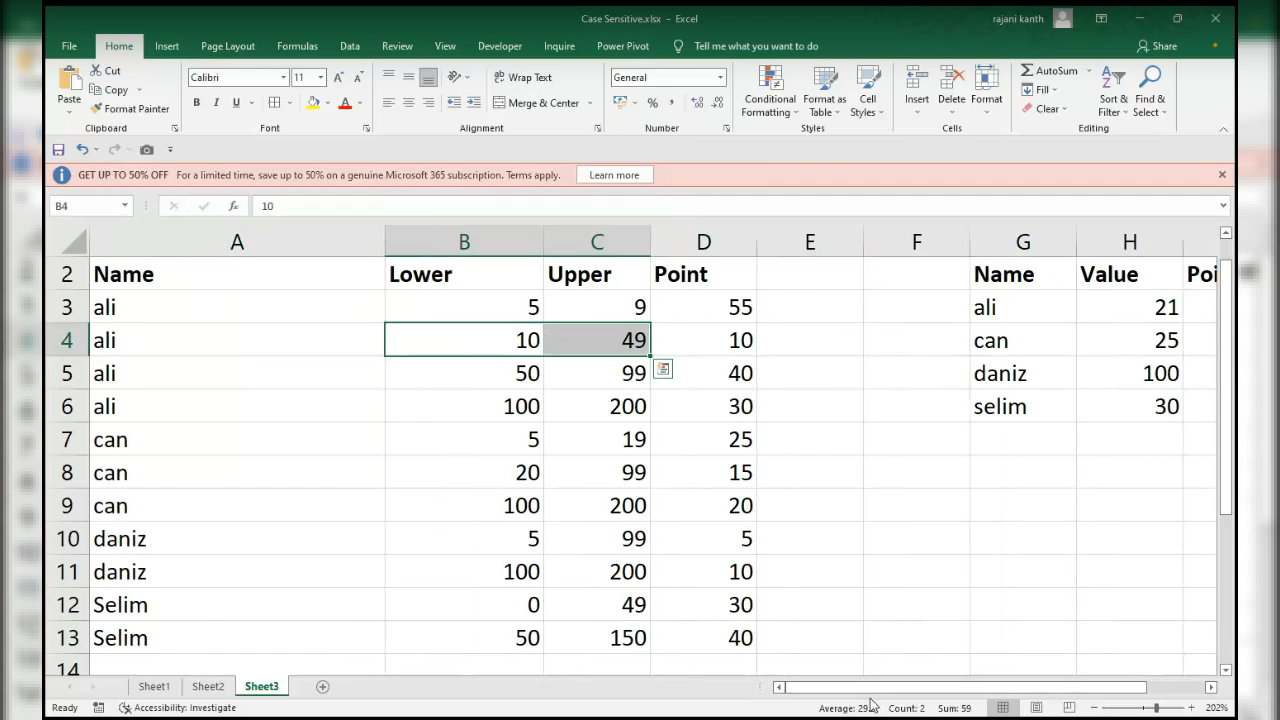 Case Sensitive.xlsx - Excel
rajani kanth
File Home Insert Page Layout Formulas Data Review View Developer Inquire Power Pivot Tell me what you want to do Share
Paste
Cut
Copy
Format Painter
Clipboard
Calibri 11
B I U
Font
Wrap Text
Merge & Center
Alignment
General
Number
Conditional Formatting
Format as Table
Cell Styles
Styles
Insert Delete Format
Cells
AutoSum
Fill
Clear
Sort & Filter
Find & Select
Editing
GET UP TO 50% OFF For a limited time, save up to 50% on a genuine Microsoft 365 subscription. Terms apply. Learn more
B4 fx 10
A B C D E F G H
2 Name Lower Upper Point Name Value Poi
3 ali 5 9 55 ali 21
4 ali 10 49 10 can 25
5 ali 50 99 40 daniz 100
6 ali 100 200 30 selim 30
7 can 5 19 25
8 can 20 99 15
9 can 100 200 20
10 daniz 5 99 5
11 daniz 100 200 10
12 Selim 0 49 30
13 Selim 50 150 40
14
Sheet1 Sheet2 Sheet3
Ready Accessibility: Investigate Average: 29 Count: 2 Sum: 59 202%